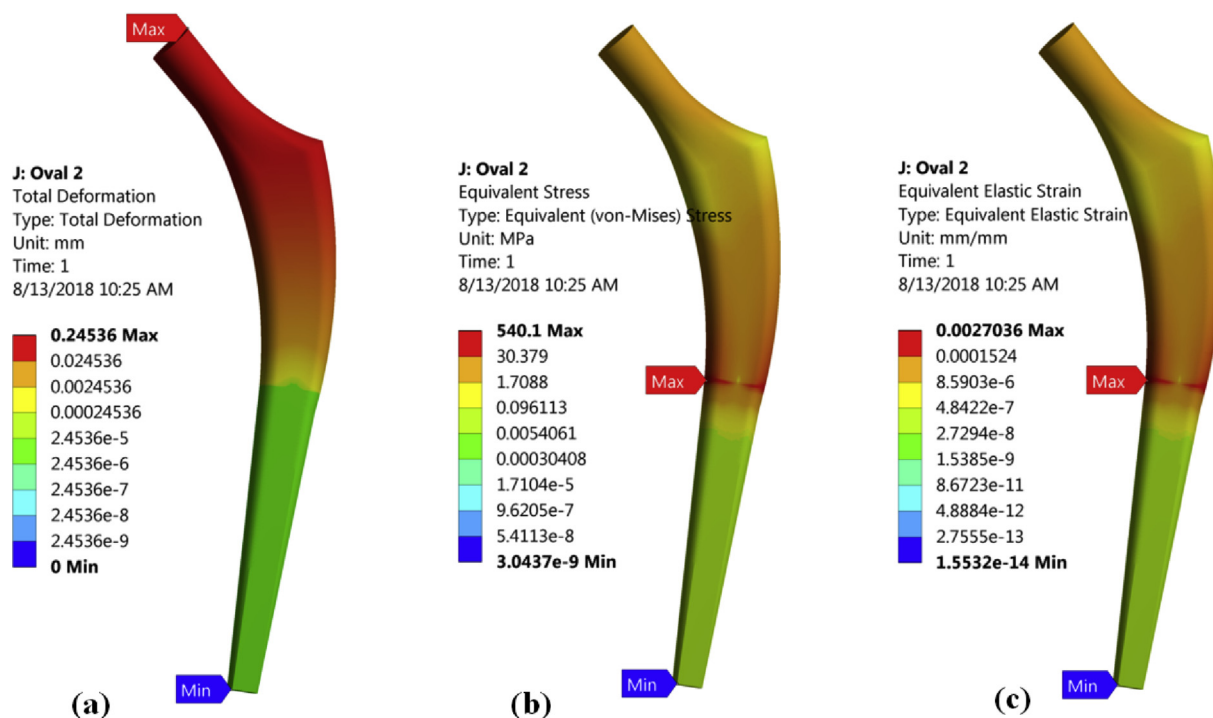 Max
J: Oval 2
Total Deformation
Type: Total Deformation
Unit: mm
Time: 1
8/13/2018 10:25 AM
0.24536 Max
0.024536
0.0024536
0.00024536
2.4536e-5
2.4536e-6
2.4536e-7
2.4536e-8
2.4536e-9
0 Min
Min
(a)
J: Oval 2
Equivalent Stress
Type: Equivalent (von-Mises) Stress
Unit: MPa
Time: 1
8/13/2018 10:25 AM
540.1 Max
30.379
1.7088
0.096113
0.0054061
0.00030408
1.7104e-5
9.6205e-7
5.4113e-8
3.0437e-9 Min
Max
Min
(b)
J: Oval 2
Equivalent Elastic Strain
Type: Equivalent Elastic Strain
Unit: mm/mm
Time: 1
8/13/2018 10:25 AM
0.0027036 Max
0.0001524
8.5903e-6
4.8422e-7
2.7294e-8
1.5385e-9
8.6723e-11
4.8884e-12
2.7555e-13
1.5532e-14 Min
Max
Min
(c)